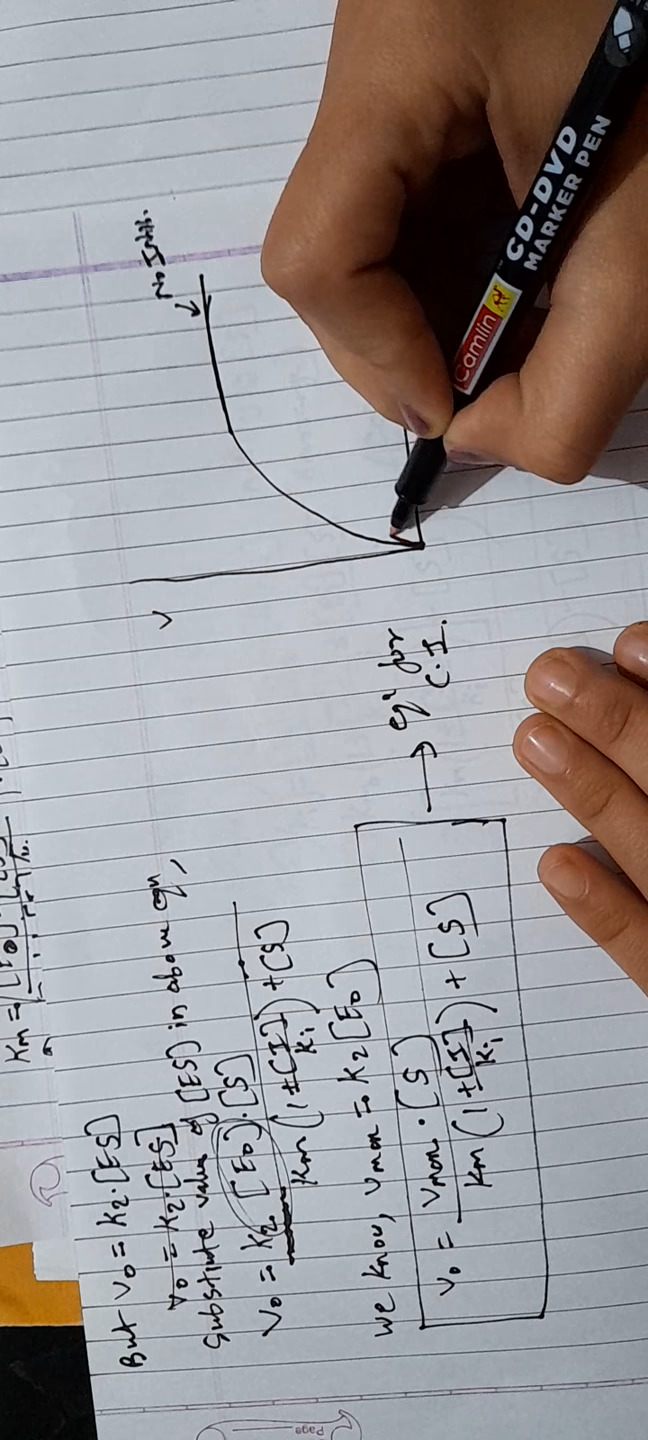 But V₀ = K₂·[ES]
V₀ = K₂·[ES]
Substitute value of [ES] in above eqn,
V₀ = K₂·[E₀]·[S]
Km(1+[I]/Ki)+[S]
We know, Vmax = K₂[E₀]
V₀ = Vmax·[S]
Km(1+[I]/Ki)+[S]
→ eqⁿ for
C.I.
V
No Inhi.
Camlin
CD-DVD
MARKER PEN
Page